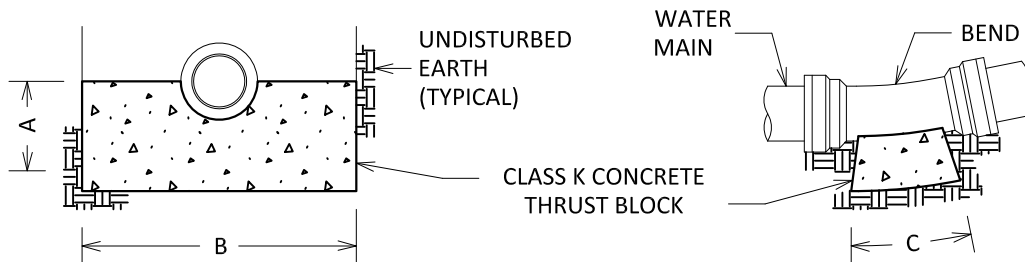 UNDISTURBED
EARTH
(TYPICAL)
A
B
CLASS K CONCRETE
THRUST BLOCK
WATER
MAIN
BEND
C